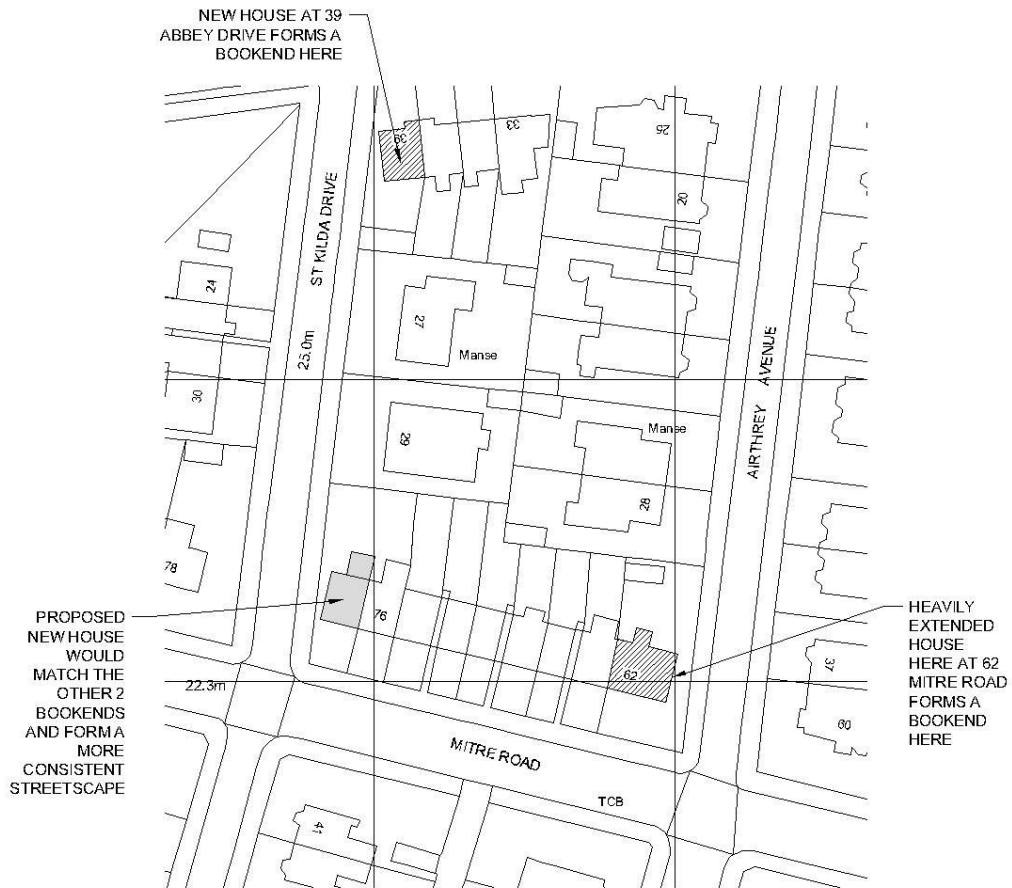 NEW HOUSE AT 39
ABBEY DRIVE FORMS A
BOOKEND HERE
39
33
25
20
ST KILDA DRIVE
24
27
25.0m
Manse
AIRTHREY AVENUE
30
29
Manse
28
78
76
PROPOSED
NEW HOUSE
WOULD
MATCH THE
OTHER 2
BOOKENDS
AND FORM A
MORE
CONSISTENT
STREETSCAPE
HEAVILY
EXTENDED
HOUSE
HERE AT 62
MITRE ROAD
FORMS A
BOOKEND
HERE
62
37
22.3m
60
MITRE ROAD
TCB
41